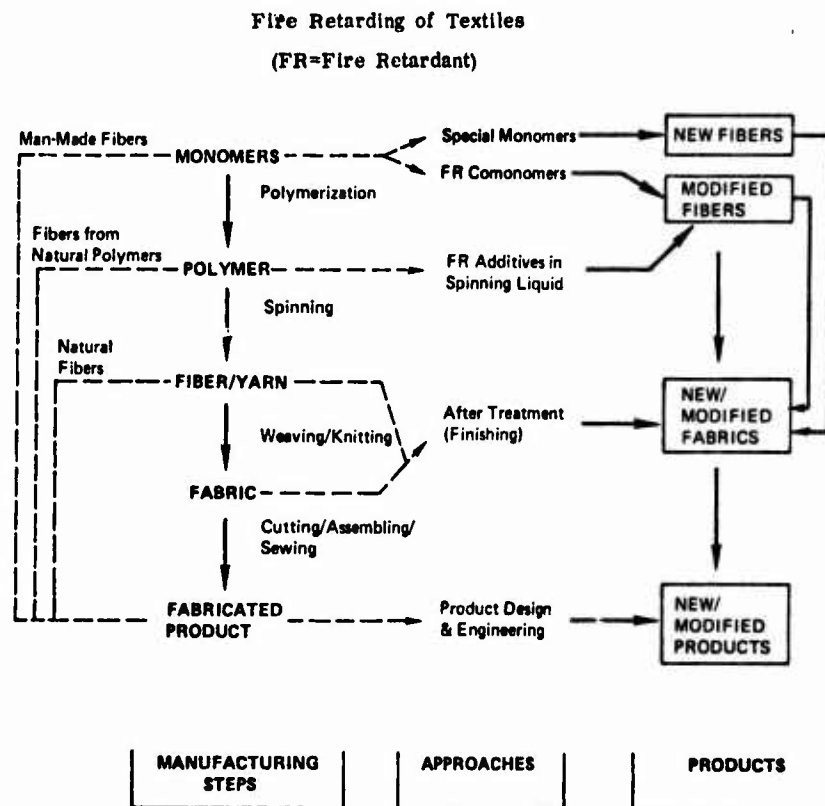 Fire Retarding of Textiles
(FR=Fire Retardant)
Man-Made Fibers
MONOMERS
Special Monomers
NEW FIBERS
FR Comonomers
Polymerization
MODIFIED
FIBERS
Fibers from
Natural Polymers
POLYMER
FR Additives in
Spinning Liquid
Spinning
Natural
Fibers
FIBER/YARN
After Treatment
(Finishing)
NEW/
MODIFIED
FABRICS
Weaving/Knitting
FABRIC
Cutting/Assembling/
Sewing
FABRICATED
PRODUCT
Product Design
& Engineering
NEW/
MODIFIED
PRODUCTS
MANUFACTURING
STEPS
APPROACHES
PRODUCTS